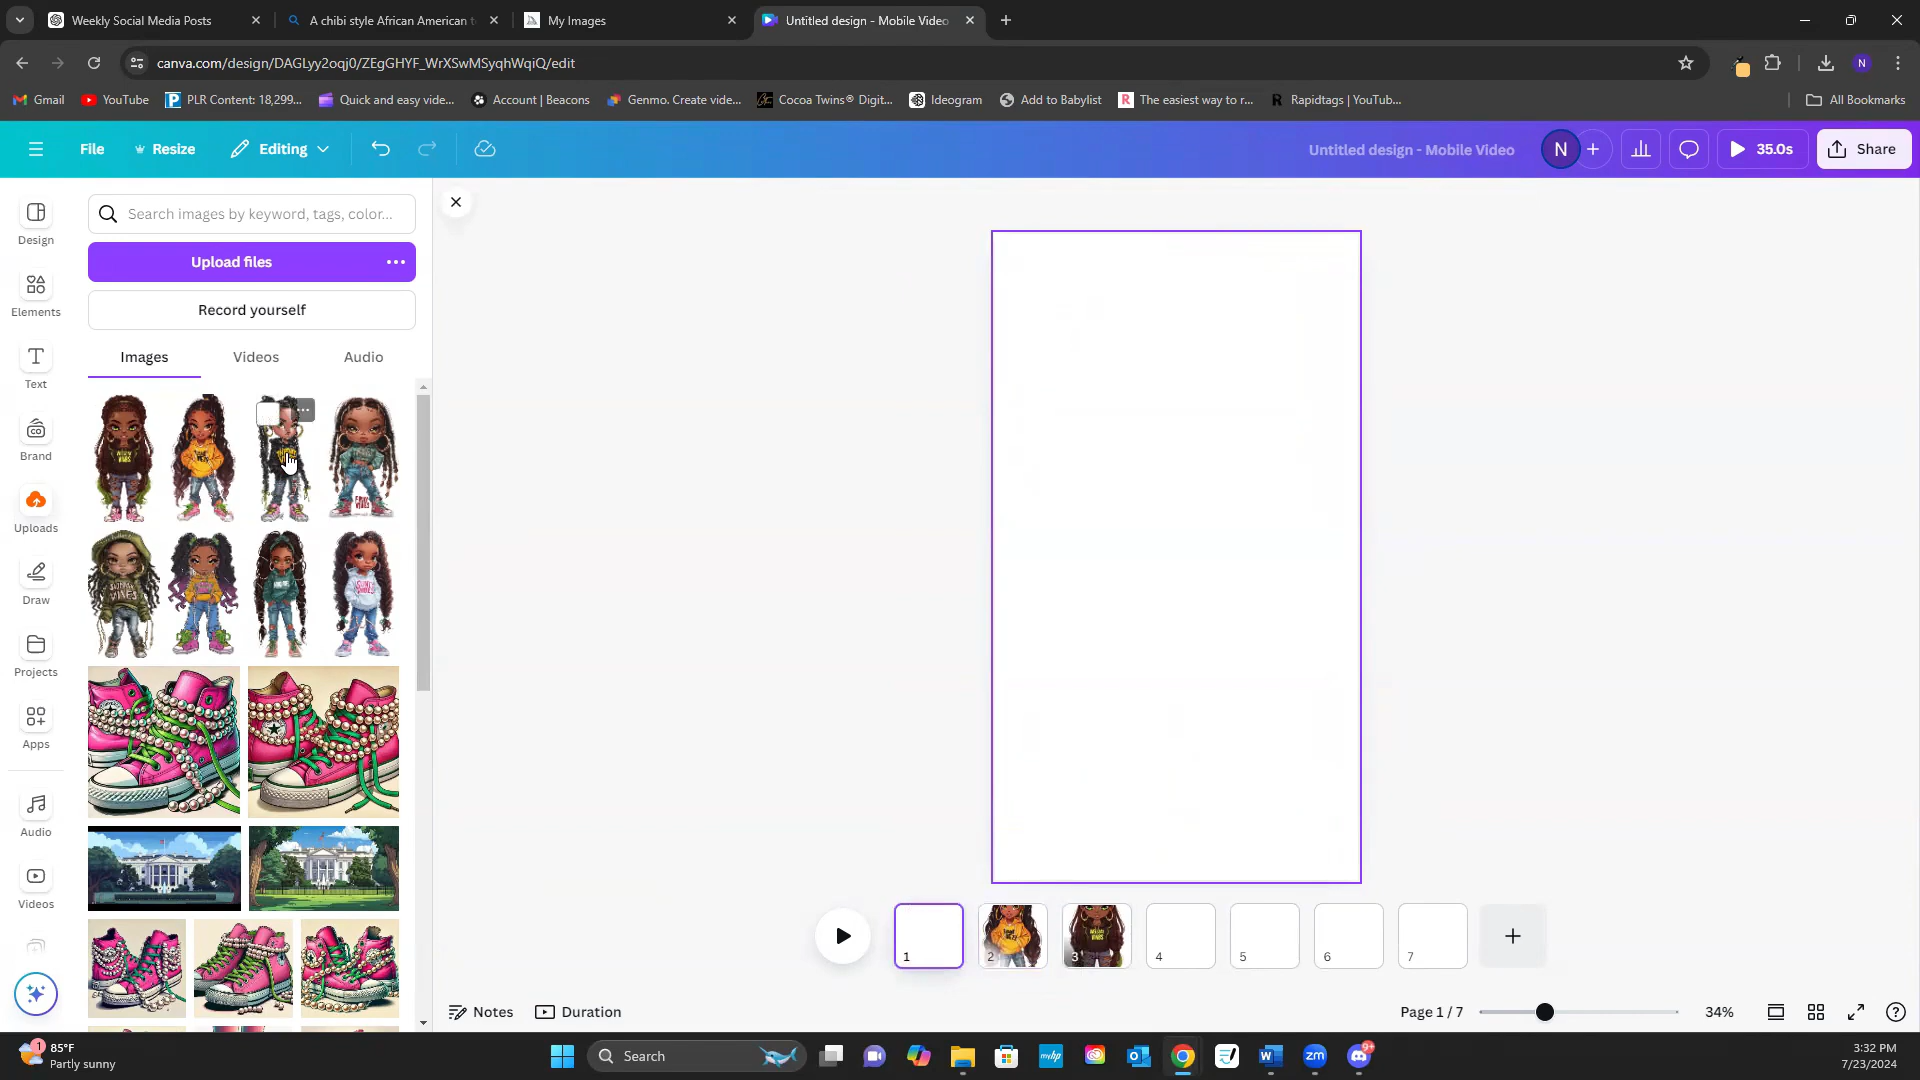 Weekly Social Media Posts
A chibi style African American t
My Images
Untitled design - Mobile Video
canva.com/design/DAGLyy2oqj0/ZEgGHYF_WrXSwMSyqhWqiQ/edit
N
Gmail
YouTube
PLR Content: 18,299...
Quick and easy vide...
Account | Beacons
Genmo. Create vide...
Cocoa Twins® Digit...
Ideogram
Add to Babylist
The easiest way to r...
Rapidtags | YouTub...
All Bookmarks
File
Resize
Editing
Untitled design - Mobile Video
N
35.0s
Share
Design
Elements
Text
Brand
Uploads
Draw
Projects
Apps
Audio
Videos
Search images by keyword, tags, color...
Upload files
Record yourself
Images
Videos
Audio
1
2
3
4
5
6
7
Notes
Duration
Page 1 / 7
34%
1
85°F
Partly sunny
Search
myhp
zm
9+
3:32 PM
7/23/2024